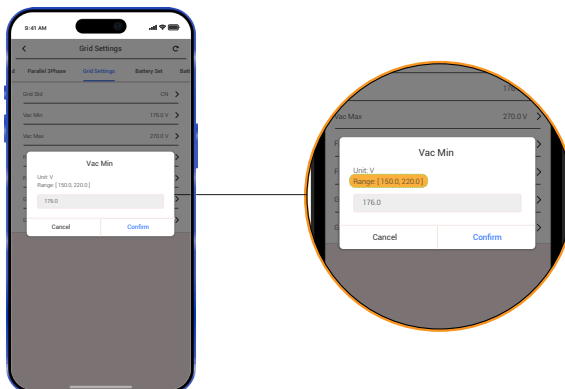 9:41 AM
Grid Settings
d Parallel 3Phase Grid Settings Battery Set Batt
Grid Std CN
Vac Min 176.0 V
Vac Max 270.0 V
Vac Min
Unit: V
Range: [ 150.0, 220.0 ]
176.0
Cancel Confirm
176
Vac Max 270.0 V
Vac Min
Unit: V
Range: [ 150.0, 220.0 ]
176.0
Cancel Confirm